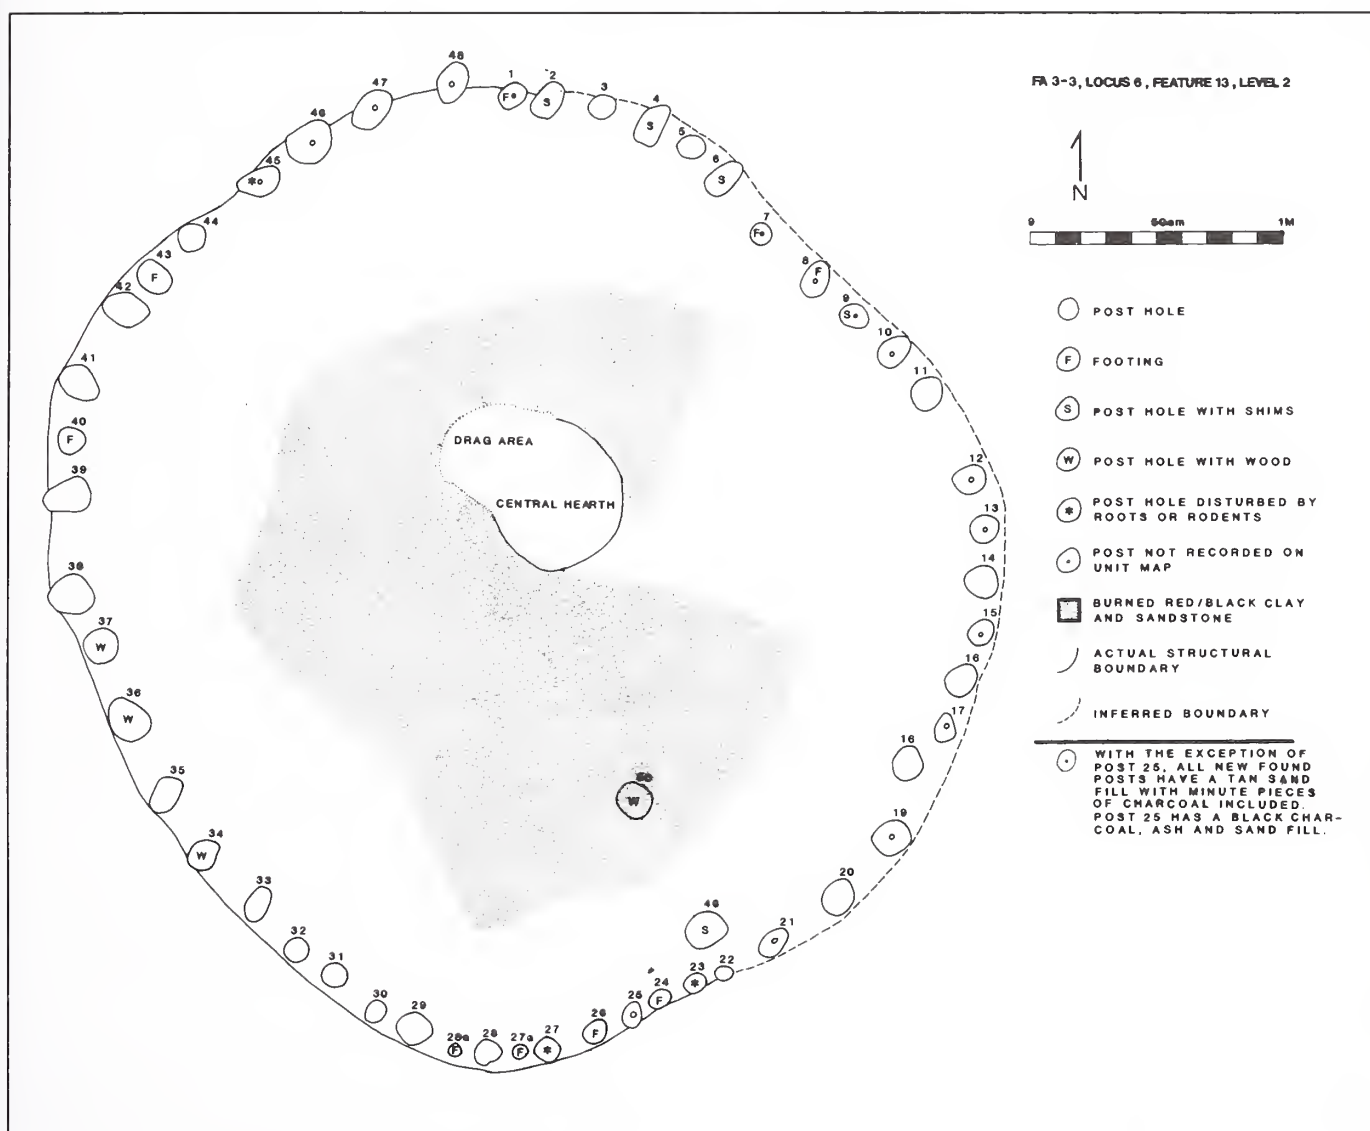 FA 3-3, LOCUS 6, FEATURE 13, LEVEL 2
N
9 50cm 1M
POST HOLE
F FOOTING
S POST HOLE WITH SHIMS
W POST HOLE WITH WOOD
* POST HOLE DISTURBED BY
ROOTS OR RODENTS
POST NOT RECORDED ON
UNIT MAP
BURNED RED/BLACK CLAY
AND SANDSTONE
ACTUAL STRUCTURAL
BOUNDARY
INFERRED BOUNDARY
WITH THE EXCEPTION OF
POST 25, ALL NEW FOUND
POSTS HAVE A TAN SAND
FILL WITH MINUTE PIECES
OF CHARCOAL INCLUDED.
POST 25 HAS A BLACK CHAR-
COAL, ASH AND SAND FILL.
DRAG AREA
CENTRAL HEARTH
1
F
2
S
3
4
S
5
6
S
7
F
8
F
9
S
10
11
12
13
14
15
16
17
16
19
20
21
22
23
*
24
F
25
26
F
27
*
27a
F
28
28a
F
29
30
31
32
33
34
W
35
36
W
37
W
38
39
40
F
41
42
43
F
44
45
*
46
47
48
49
S
50
W